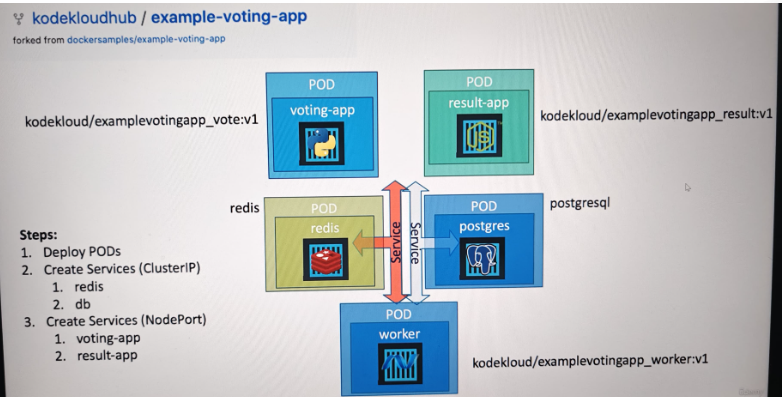 kodekloudhub / example-voting-app
forked from dockersamples/example-voting-app
POD
voting-app
kodekloud/examplevotingapp_vote:v1
POD
result-app
kodekloud/examplevotingapp_result:v1
redis
POD
redis
Service
Service
POD
postgres
postgresql
Steps:
1. Deploy PODs
2. Create Services (ClusterIP)
1. redis
2. db
3. Create Services (NodePort)
1. voting-app
2. result-app
POD
worker
kodekloud/examplevotingapp_worker:v1